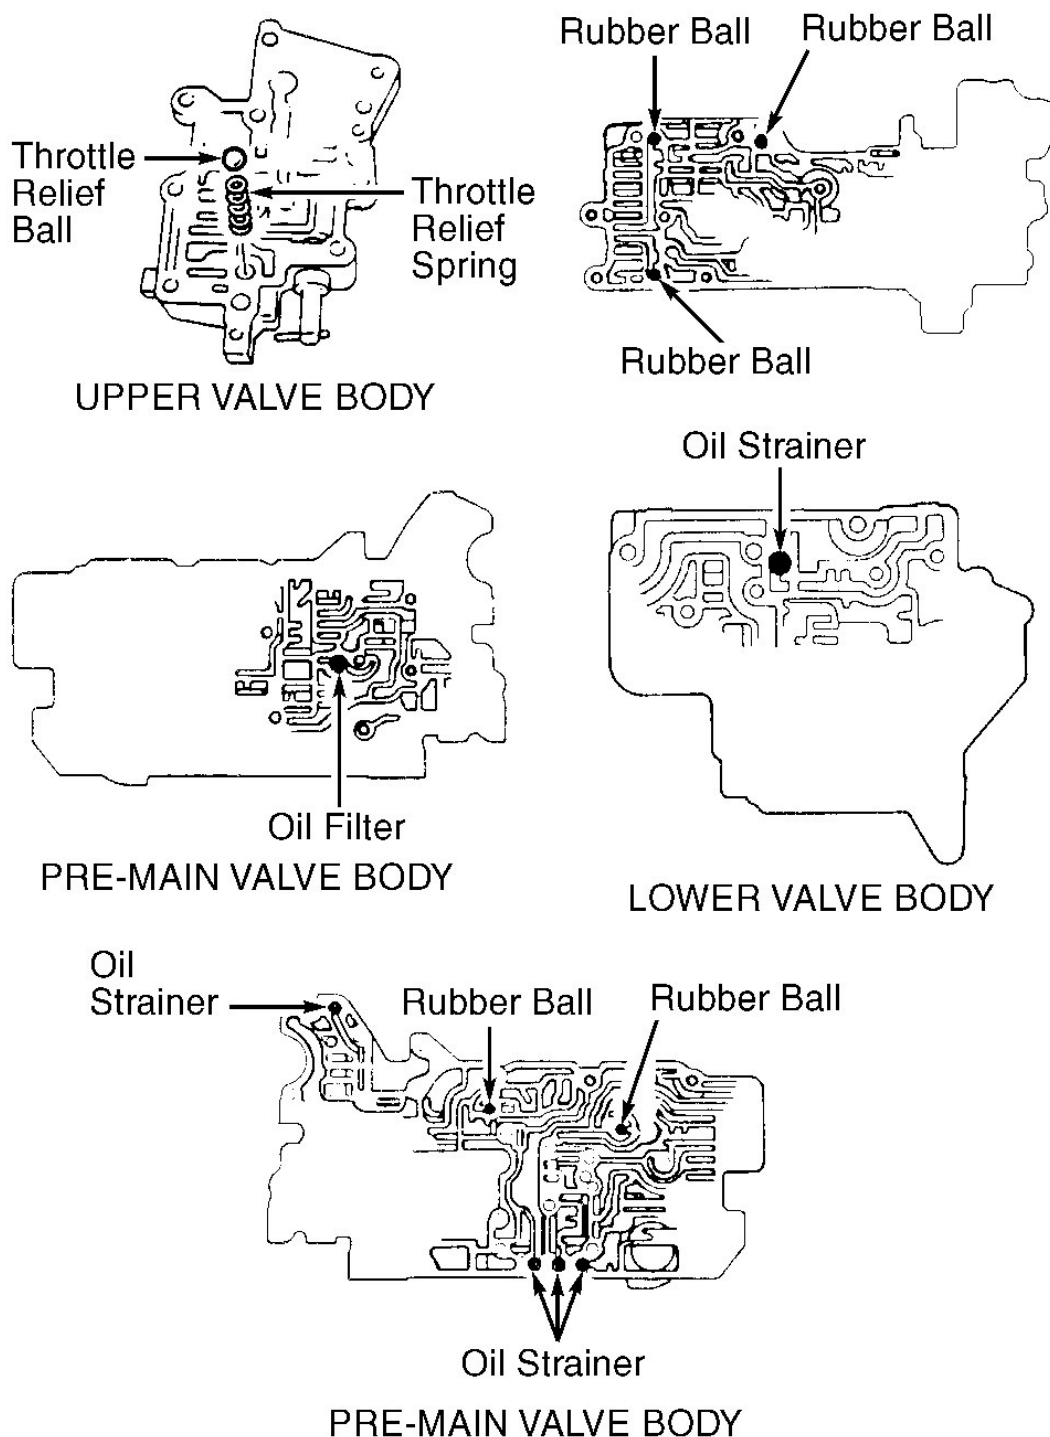 Rubber Ball
Rubber Ball
Throttle
Relief
Ball
Throttle
Relief
Spring
Rubber Ball
UPPER VALVE BODY
Oil Strainer
Oil Filter
PRE-MAIN VALVE BODY
LOWER VALVE BODY
Oil
Strainer
Rubber Ball
Rubber Ball
Oil Strainer
PRE-MAIN VALVE BODY